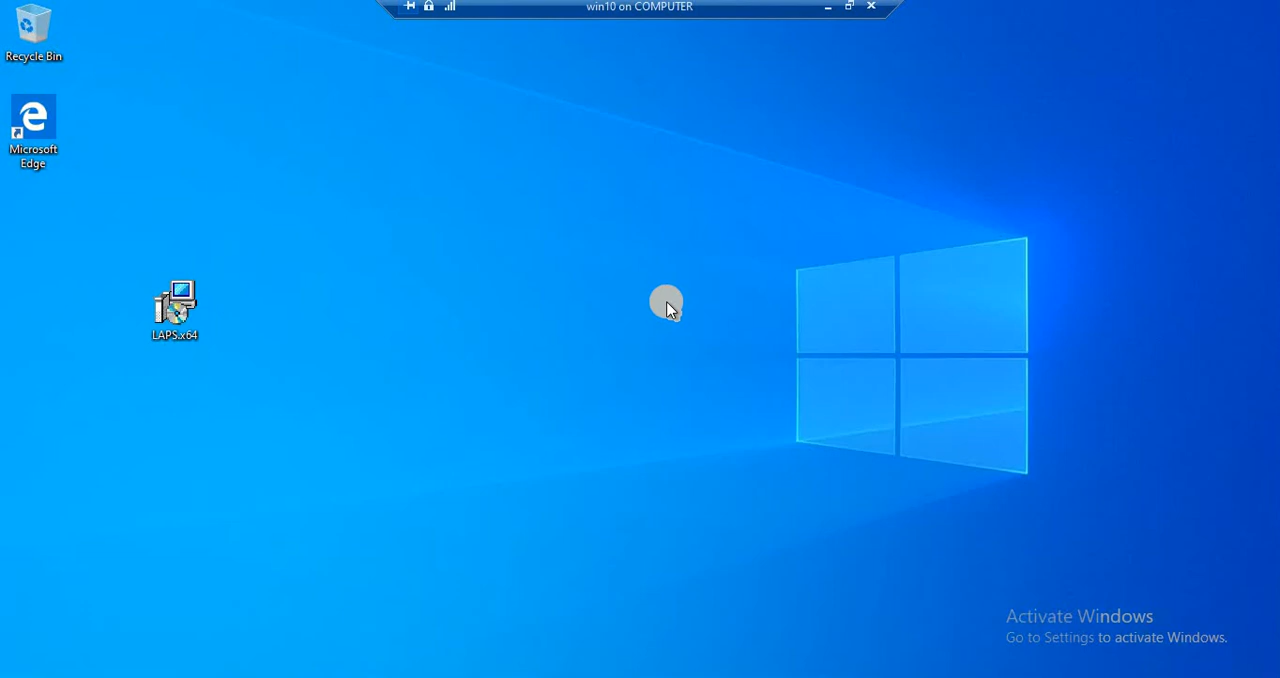 win10 on COMPUTER
Recycle Bin
Microsoft
Edge
LAPS.x64
Activate Windows
Go to Settings to activate Windows.